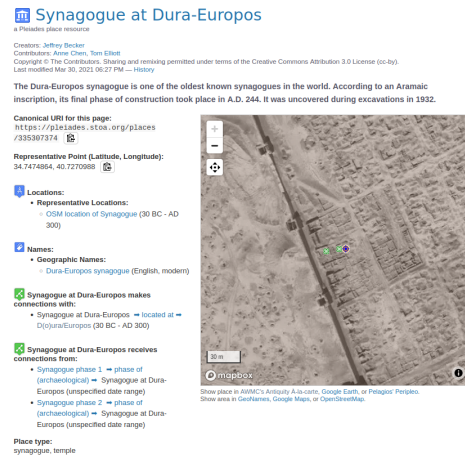 Synagogue at Dura-Europos
a Pleiades place resource
Creators: Jeffrey Becker
Contributors: Anne Chen, Tom Elliott
Copyright © The Contributors. Sharing and remixing permitted under terms of the Creative Commons Attribution 3.0 License (cc-by).
Last modified Mar 30, 2021 06:27 PM — History
The Dura-Europos synagogue is one of the oldest known synagogues in the world. According to an Aramaic
inscription, its final phase of construction took place in A.D. 244. It was uncovered during excavations in 1932.
Canonical URI for this page:
https://pleiades.stoa.org/places
/335307374
Representative Point (Latitude, Longitude):
34.7474864, 40.7270988
Locations:
Representative Locations:
OSM location of Synagogue (30 BC - AD
300)
Names:
Geographic Names:
Dura-Europos synagogue (English, modern)
Synagogue at Dura-Europos makes
connections with:
Synagogue at Dura-Europos ➡ located at ➡
D(o)ura/Europos (30 BC - AD 300)
Synagogue at Dura-Europos receives
connections from:
Synagogue phase 1 ➡ phase of
(archaeological) ➡ Synagogue at Dura-
Europos (unspecified date range)
Synagogue phase 2 ➡ phase of
(archaeological) ➡ Synagogue at Dura-
Europos (unspecified date range)
Place type:
synagogue, temple
+
−
30 m
mapbox
Show place in AWMC's Antiquity À-la-carte, Google Earth, or Pelagios' Peripleo.
Show area in GeoNames, Google Maps, or OpenStreetMap.